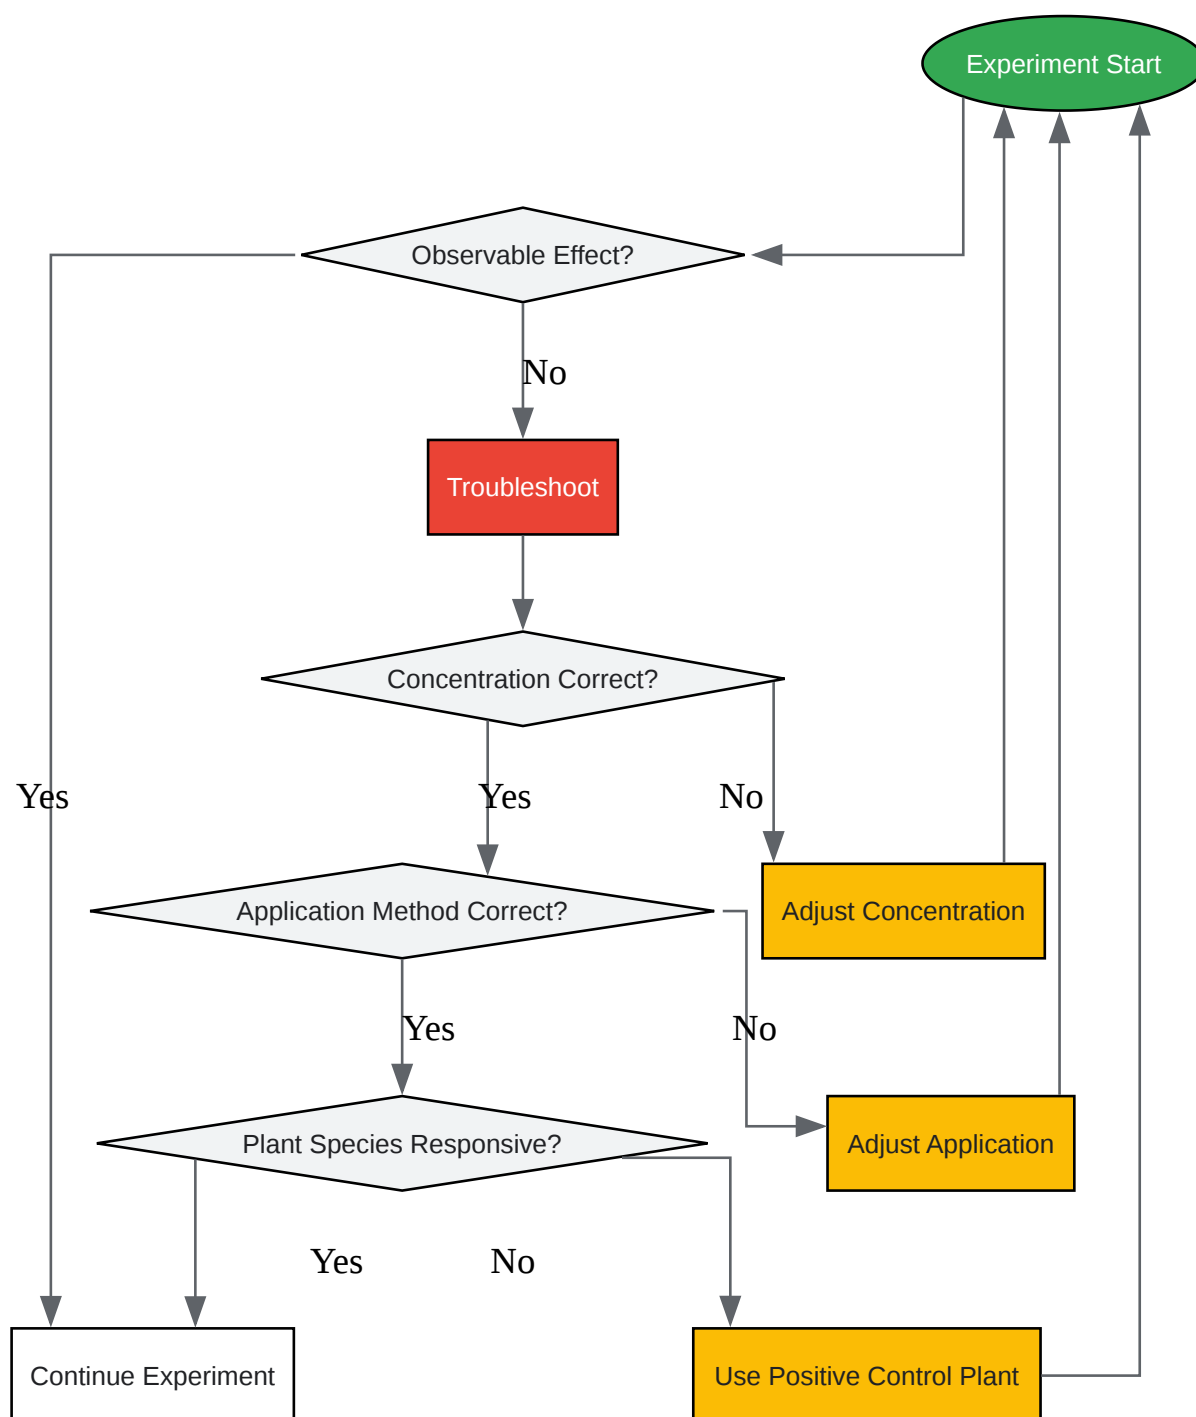 Experiment Start
Observable Effect?
No
Troubleshoot
Concentration Correct?
Yes
Yes
No
Application Method Correct?
Adjust Concentration
Yes
No
Plant Species Responsive?
Adjust Application
Yes
No
Continue Experiment
Use Positive Control Plant